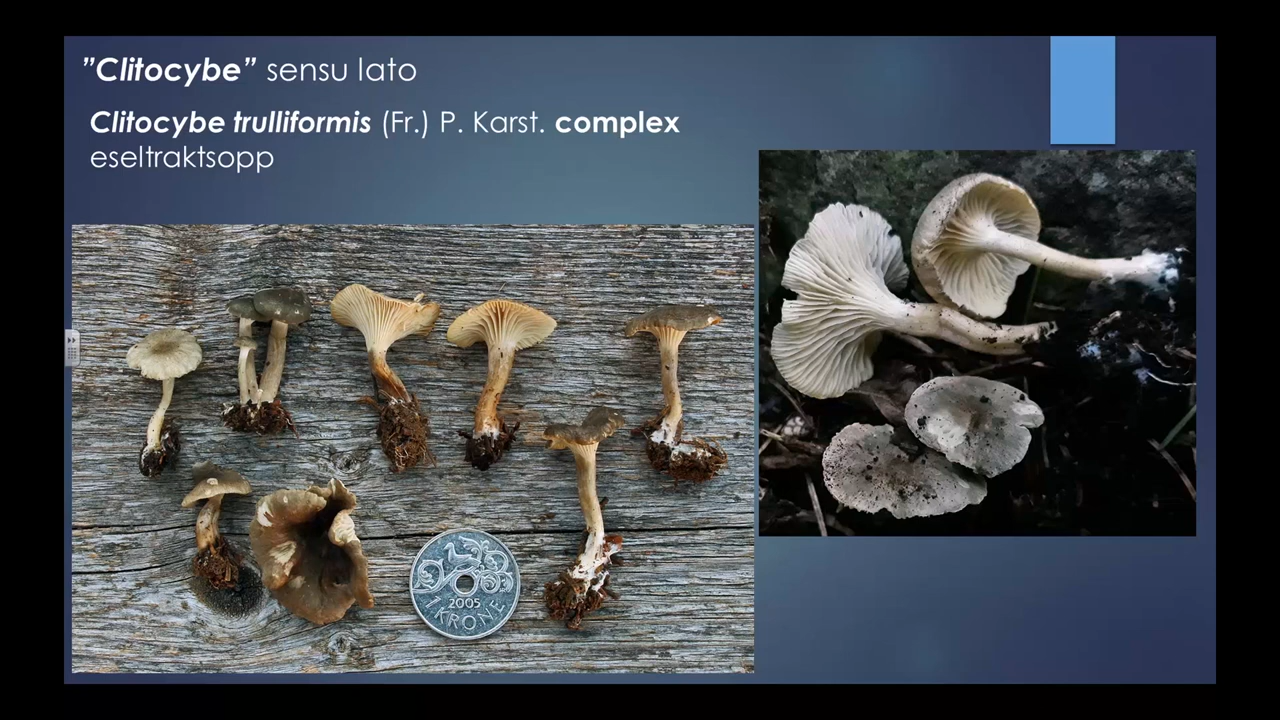 ”Clitocybe” sensu lato
Clitocybe trulliformis (Fr.) P. Karst. complex
eseltraktsopp
2005
1 KRONE